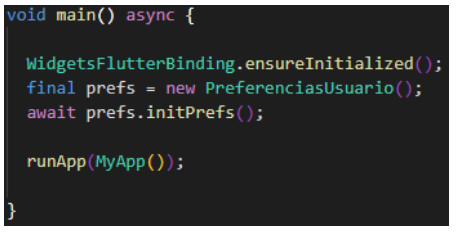 void main() async {
WidgetsFlutterBinding.ensureInitialized();
final prefs = new PreferenciasUsuario();
await prefs.initPrefs();
runApp(MyApp());
}